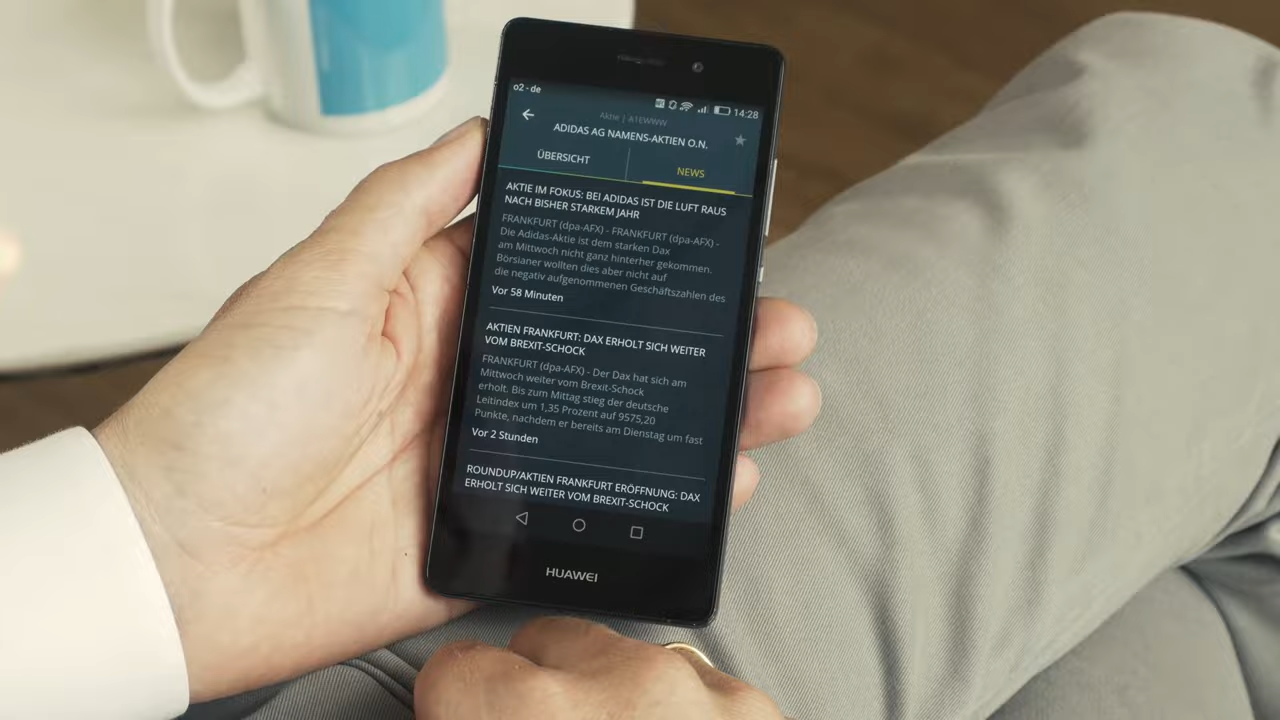 o2 - de
14:28
Aktie | A1EWWW
ADIDAS AG NAMENS-AKTIEN O.N.
ÜBERSICHT
NEWS
AKTIE IM FOKUS: BEI ADIDAS IST DIE LUFT RAUS
NACH BISHER STARKEM JAHR
FRANKFURT (dpa-AFX) - FRANKFURT (dpa-AFX) -
Die Adidas-Aktie ist dem starken Dax
am Mittwoch nicht ganz hinterher gekommen.
Börsianer wollten dies aber nicht auf
die negativ aufgenommenen Geschäftszahlen des
Vor 58 Minuten
AKTIEN FRANKFURT: DAX ERHOLT SICH WEITER
VOM BREXIT-SCHOCK
FRANKFURT (dpa-AFX) - Der Dax hat sich am
Mittwoch weiter vom Brexit-Schock
erholt. Bis zum Mittag stieg der deutsche
Leitindex um 1,35 Prozent auf 9575,20
Punkte, nachdem er bereits am Dienstag um fast
Vor 2 Stunden
ROUNDUP/AKTIEN FRANKFURT ERÖFFNUNG: DAX
ERHOLT SICH WEITER VOM BREXIT-SCHOCK
HUAWEI